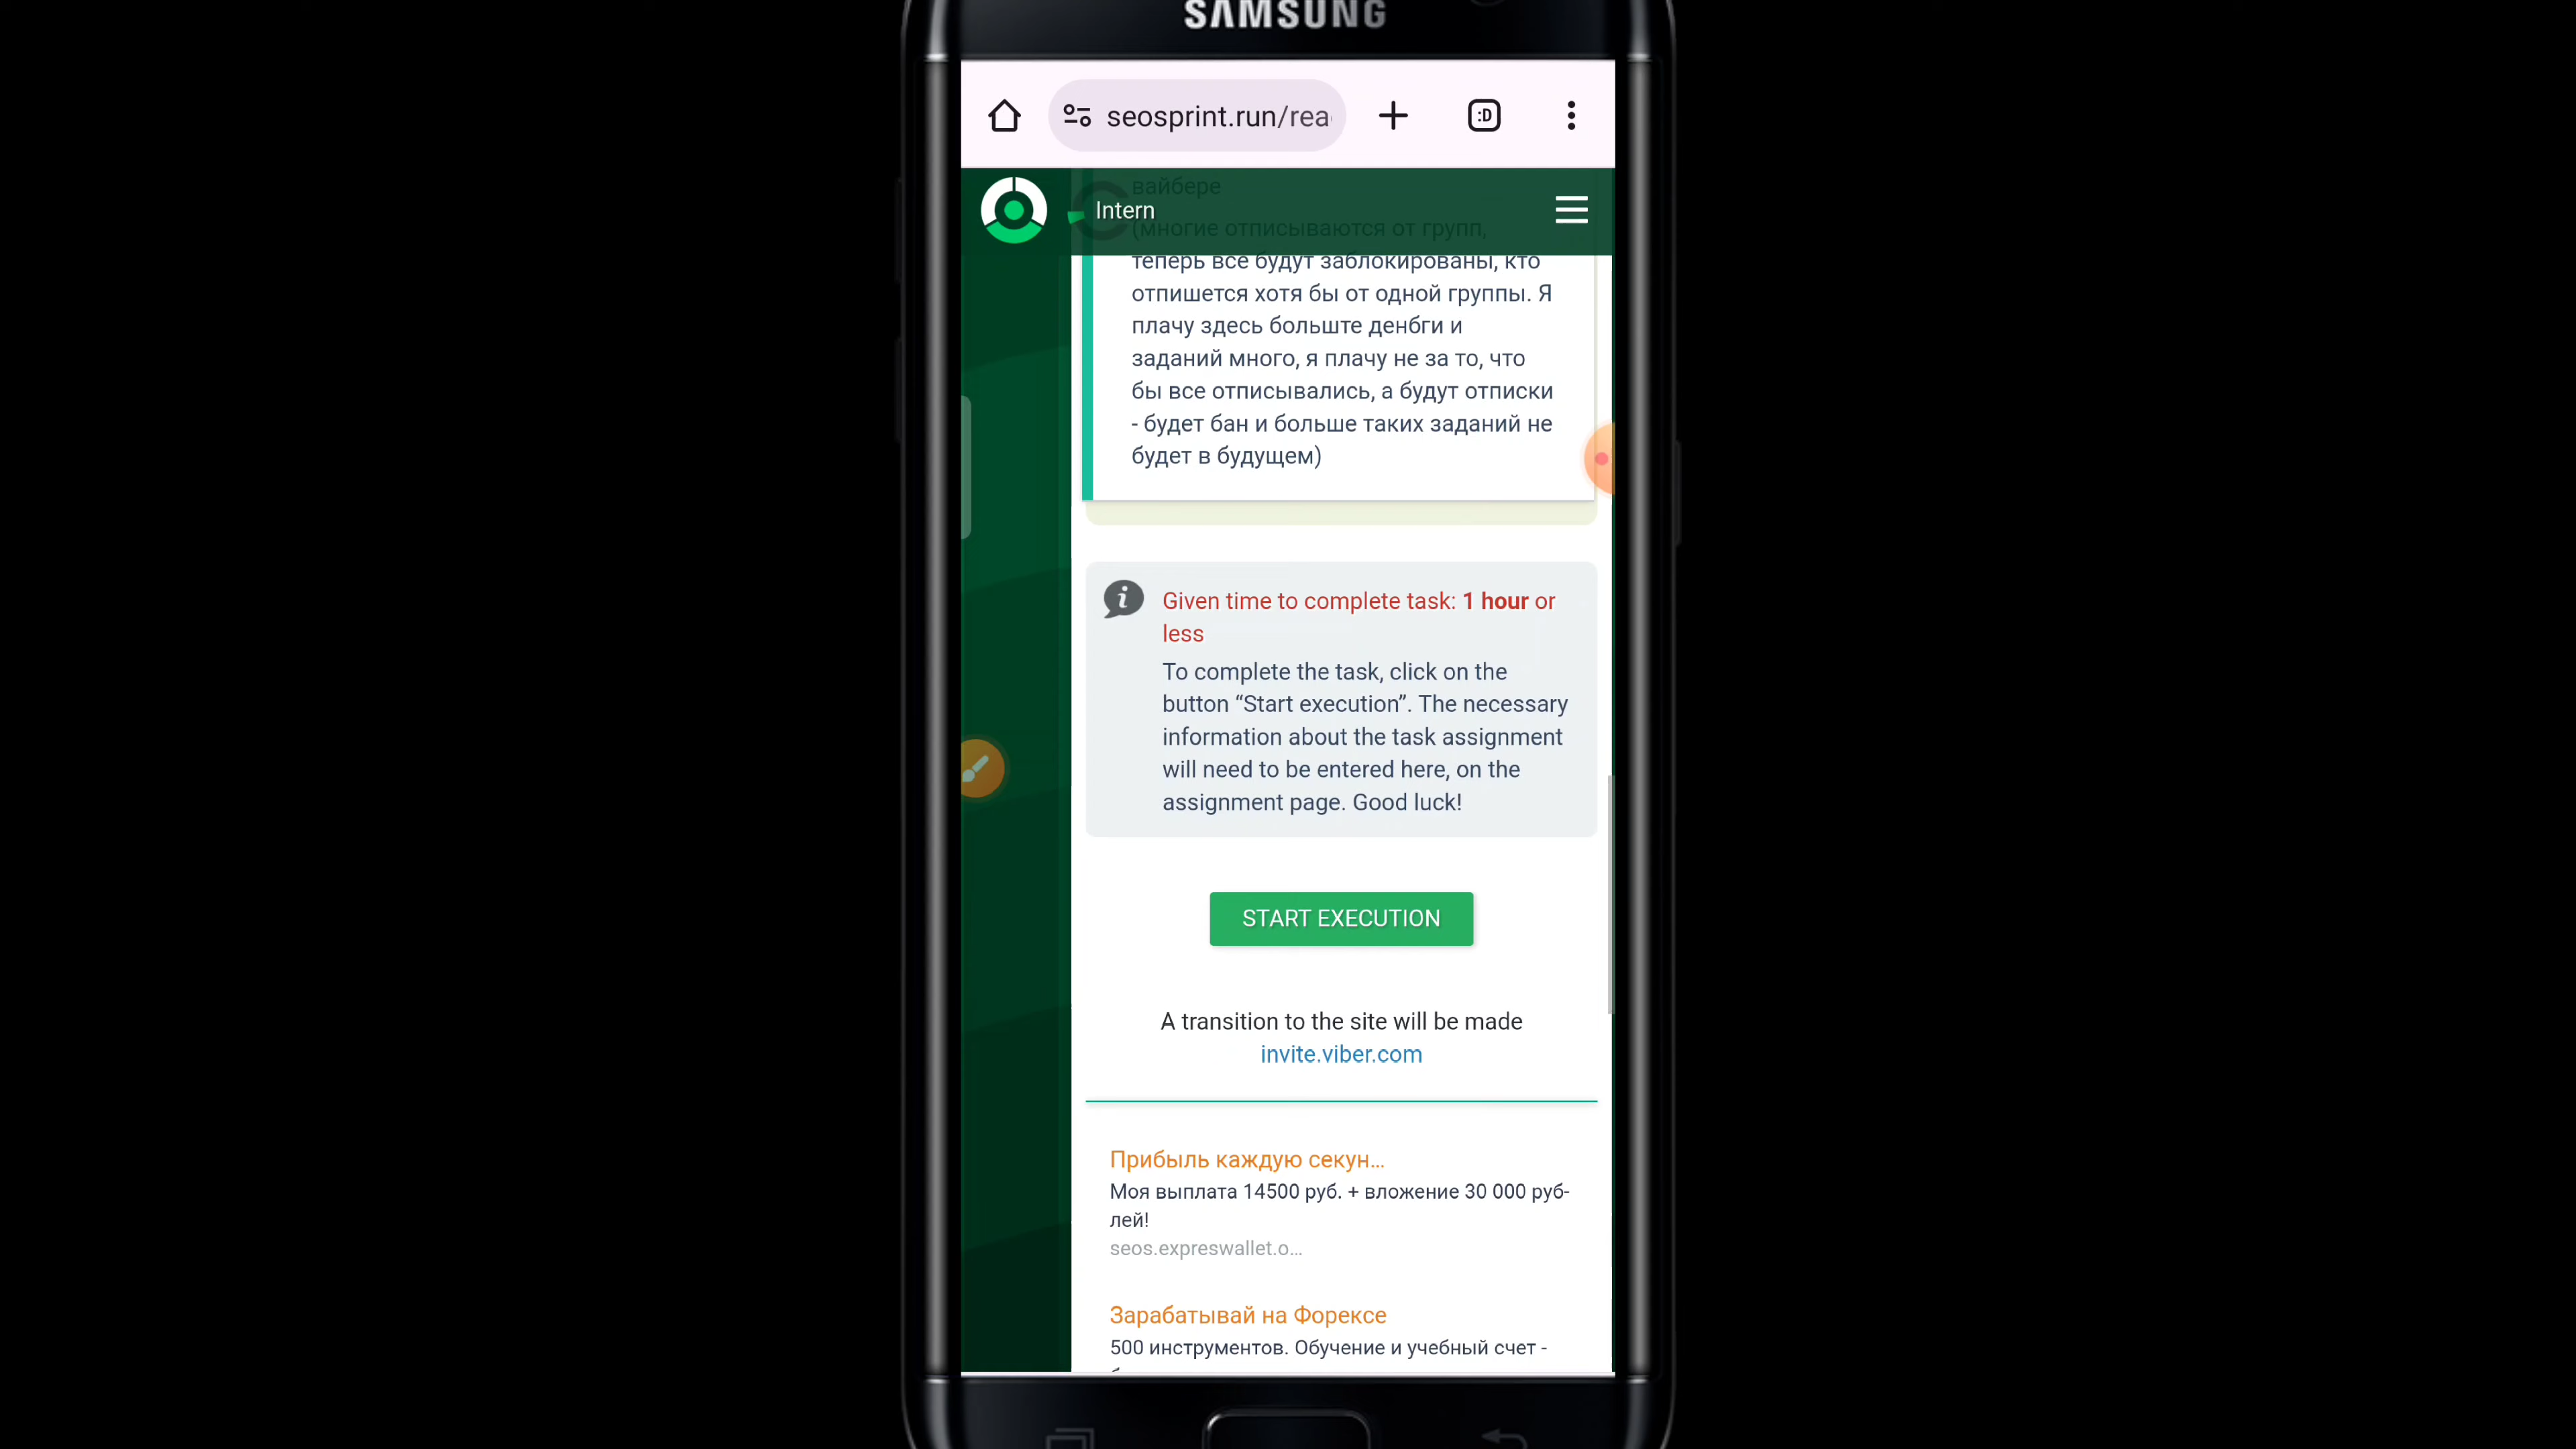 SAMSUNG
seosprint.run/rea
:D
вайбере
Intern
(многие отписываются от групп,
теперь все будут заблокированы, кто
отпишется хотя бы от одной группы. Я
плачу здесь больште денбги и
заданий много, я плачу не за то, что
бы все отписывались, а будут отписки
- будет бан и больше таких заданий не
будет в будущем)
Given time to complete task: 1 hour or
less
To complete the task, click on the
button “Start execution”. The necessary
information about the task assignment
will need to be entered here, on the
assignment page. Good luck!
START EXECUTION
A transition to the site will be made
invite.viber.com
Прибыль каждую секун...
Моя выплата 14500 руб. + вложение 30 000 руб-
лей!
seos.expreswallet.o...
Зарабатывай на Форексе
500 инструментов. Обучение и учебный счет -